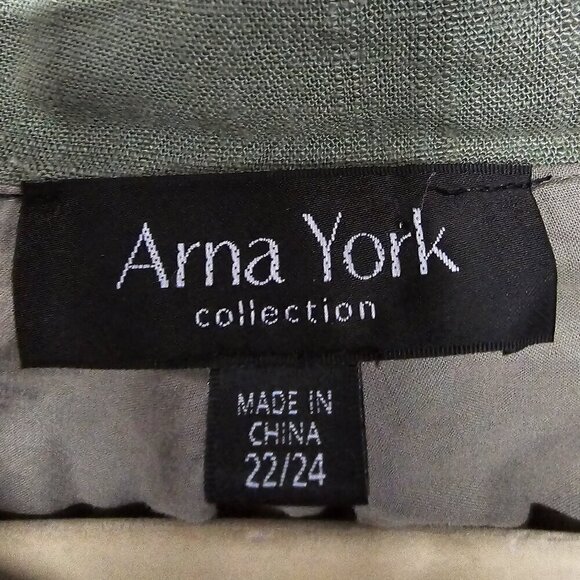 Arna York
collection
MADE IN
CHINA
22/24